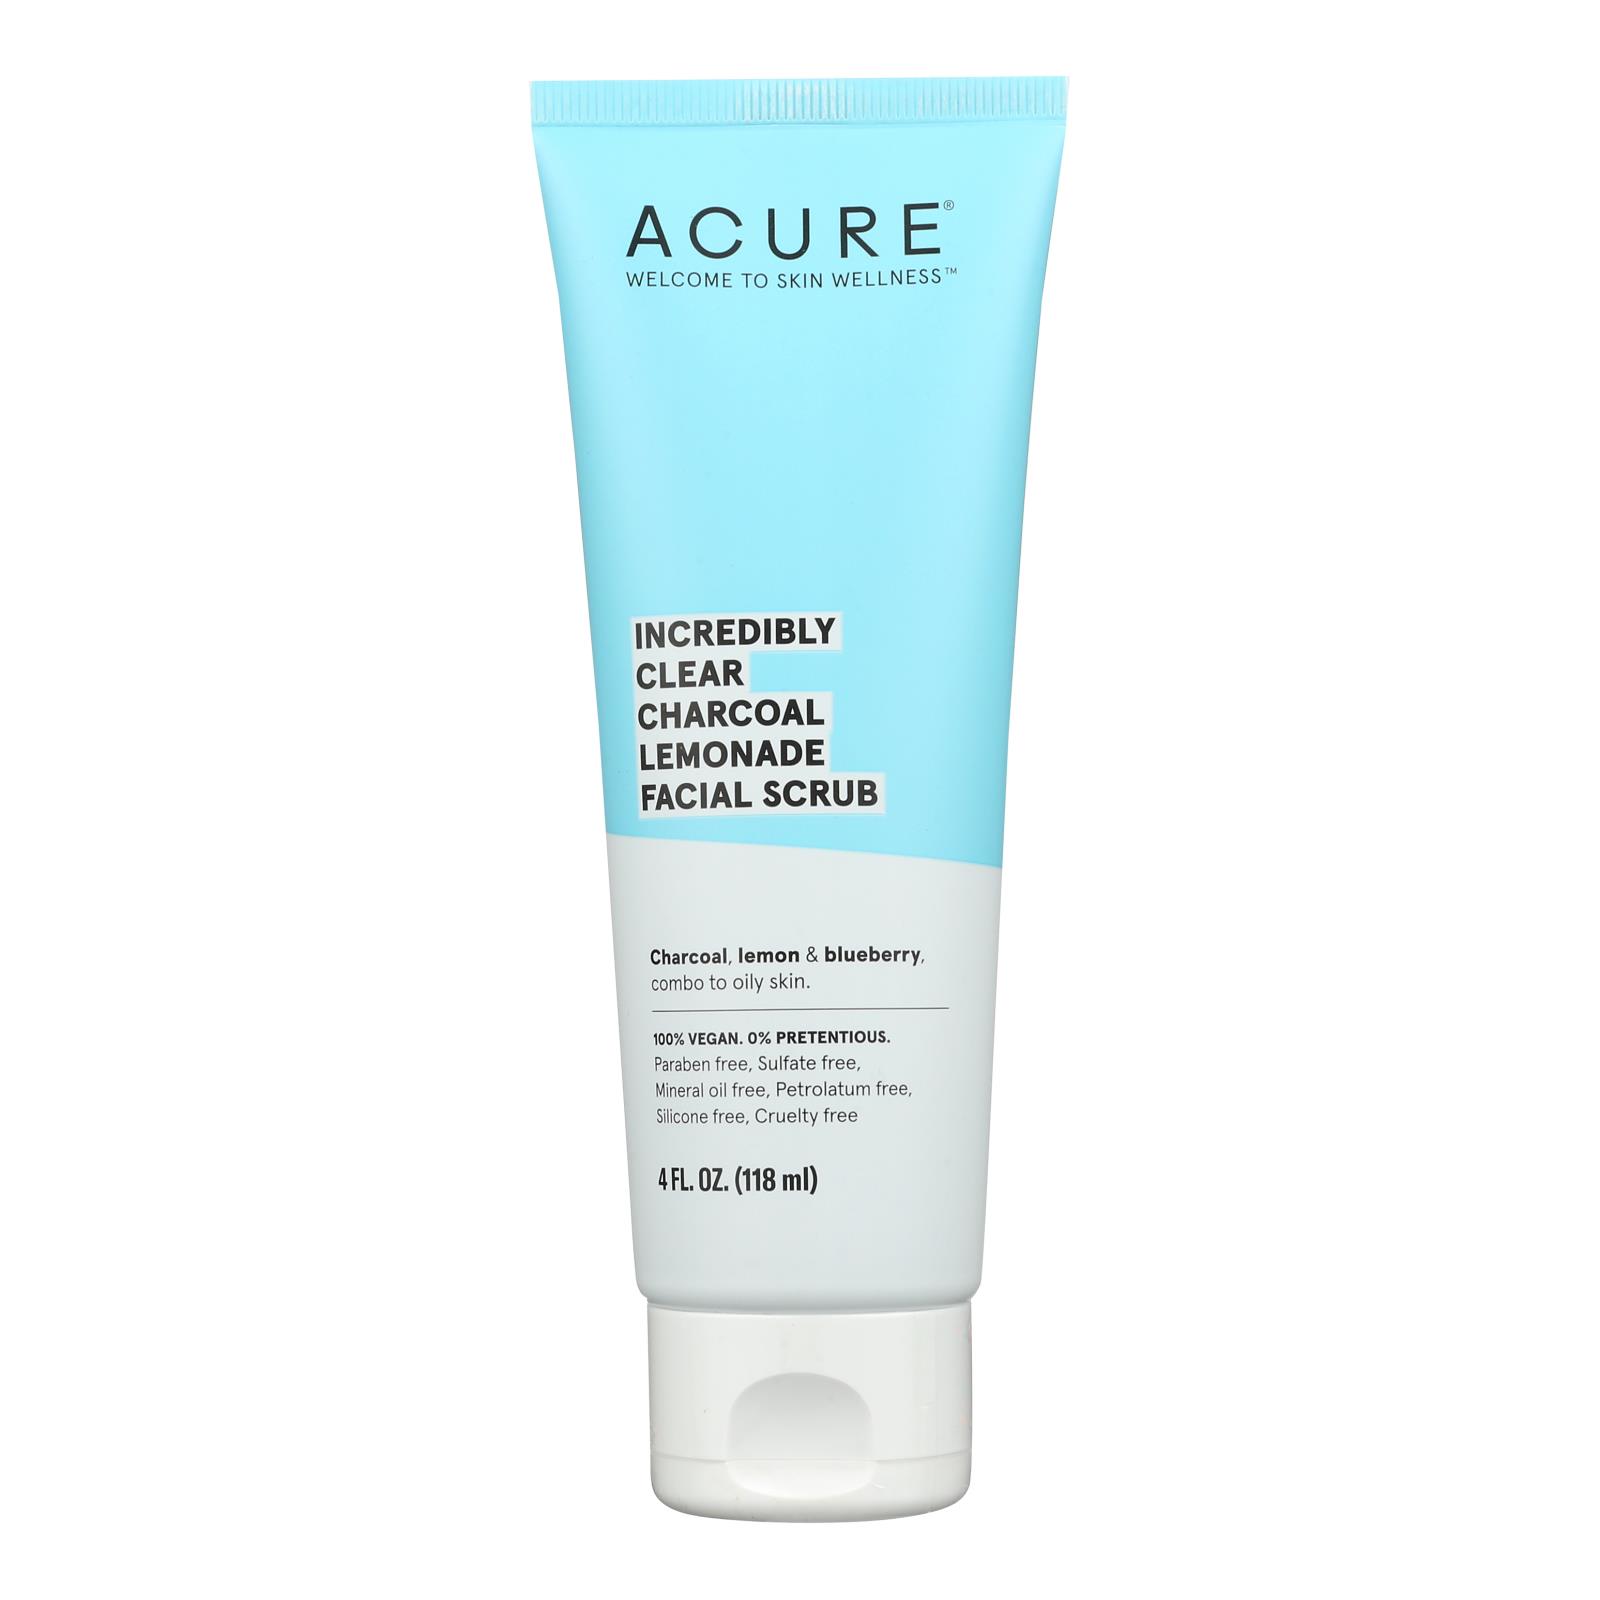 ACURE®
WELCOME TO SKIN WELLNESS™
INCREDIBLY
CLEAR
CHARCOAL
LEMONADE
FACIAL SCRUB
Charcoal, lemon & blueberry,
combo to oily skin.
100% VEGAN. 0% PRETENTIOUS.
Paraben free, Sulfate free,
Mineral oil free, Petrolatum free,
Silicone free, Cruelty free
4 FL. OZ. (118 ml)